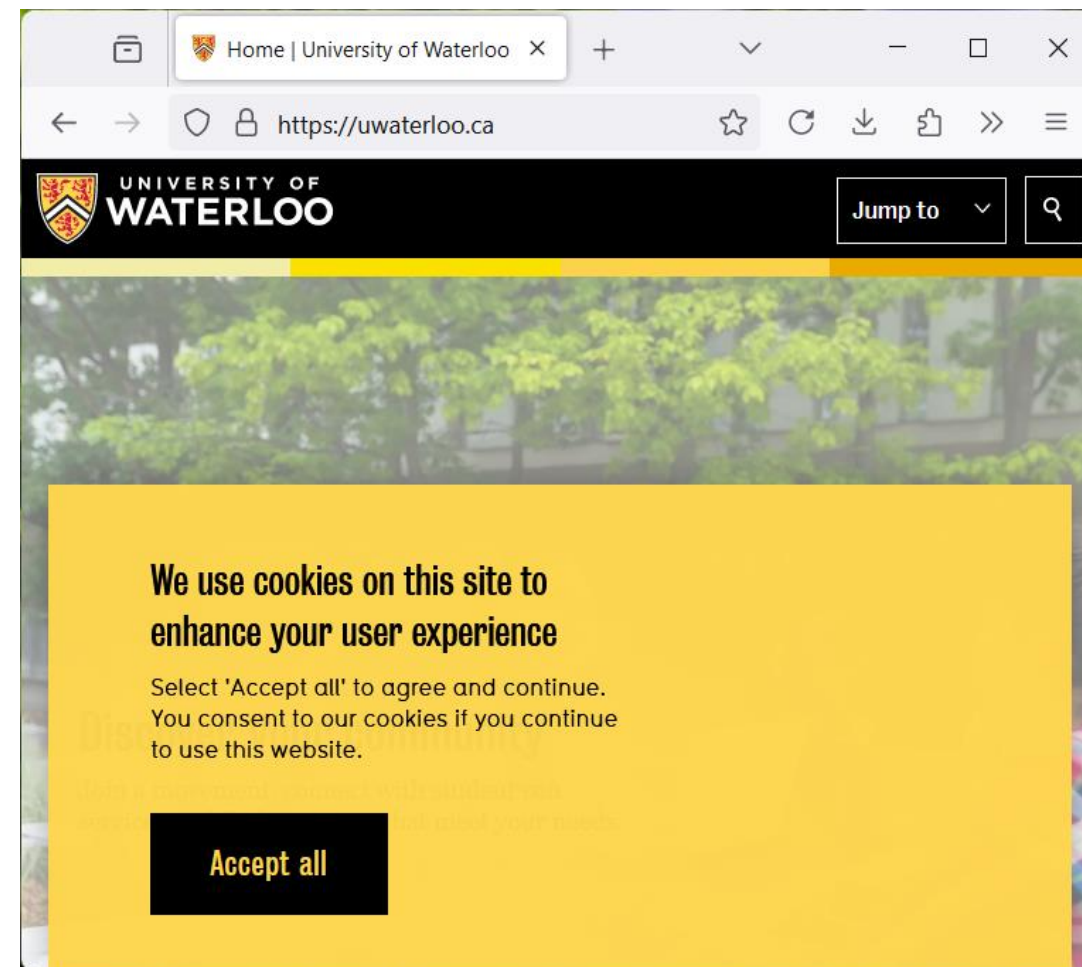 Home | University of Waterloo
https://uwaterloo.ca
UNIVERSITY OF
WATERLOO
Jump to
We use cookies on this site to
enhance your user experience
Select 'Accept all' to agree and continue.
You consent to our cookies if you continue
to use this website.
Accept all